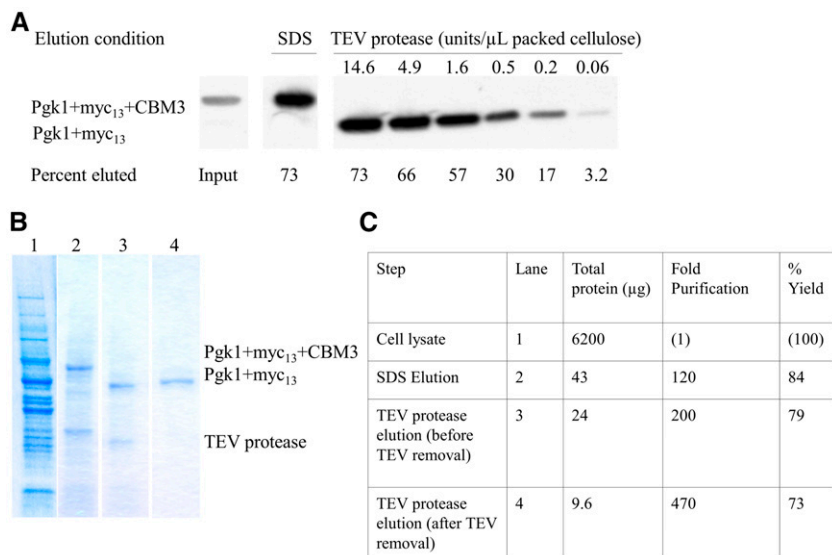 A
Elution condition
SDS
TEV protease (units/µL packed cellulose)
14.6 4.9 1.6 0.5 0.2 0.06
Pgk1+myc₁₃+CBM3
Pgk1+myc₁₃
Percent eluted Input 73 73 66 57 30 17 3.2
B
1 2 3 4
Pgk1+myc₁₃+CBM3
Pgk1+myc₁₃
TEV protease
C
Step Lane Total Fold %
protein (µg) Purification Yield
Cell lysate 1 6200 (1) (100)
SDS Elution 2 43 120 84
TEV protease 3 24 200 79
elution (before
TEV removal)
TEV protease 4 9.6 470 73
elution (after TEV
removal)